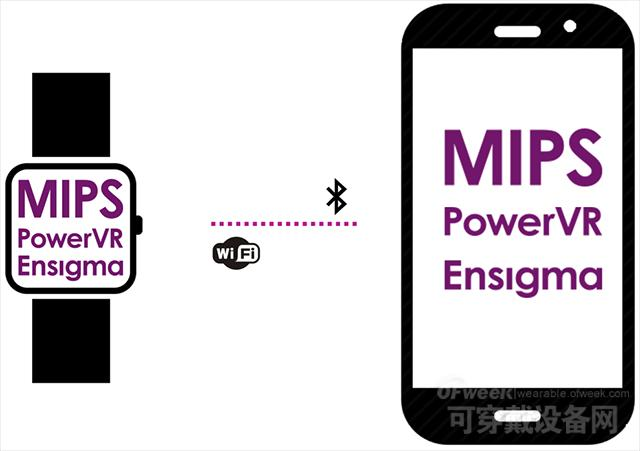 MIPS
PowerVR
Ensigma
WiFi
MIPS
PowerVR
Ensigma
OFweek | wearable.ofweek.com
可穿戴设备网